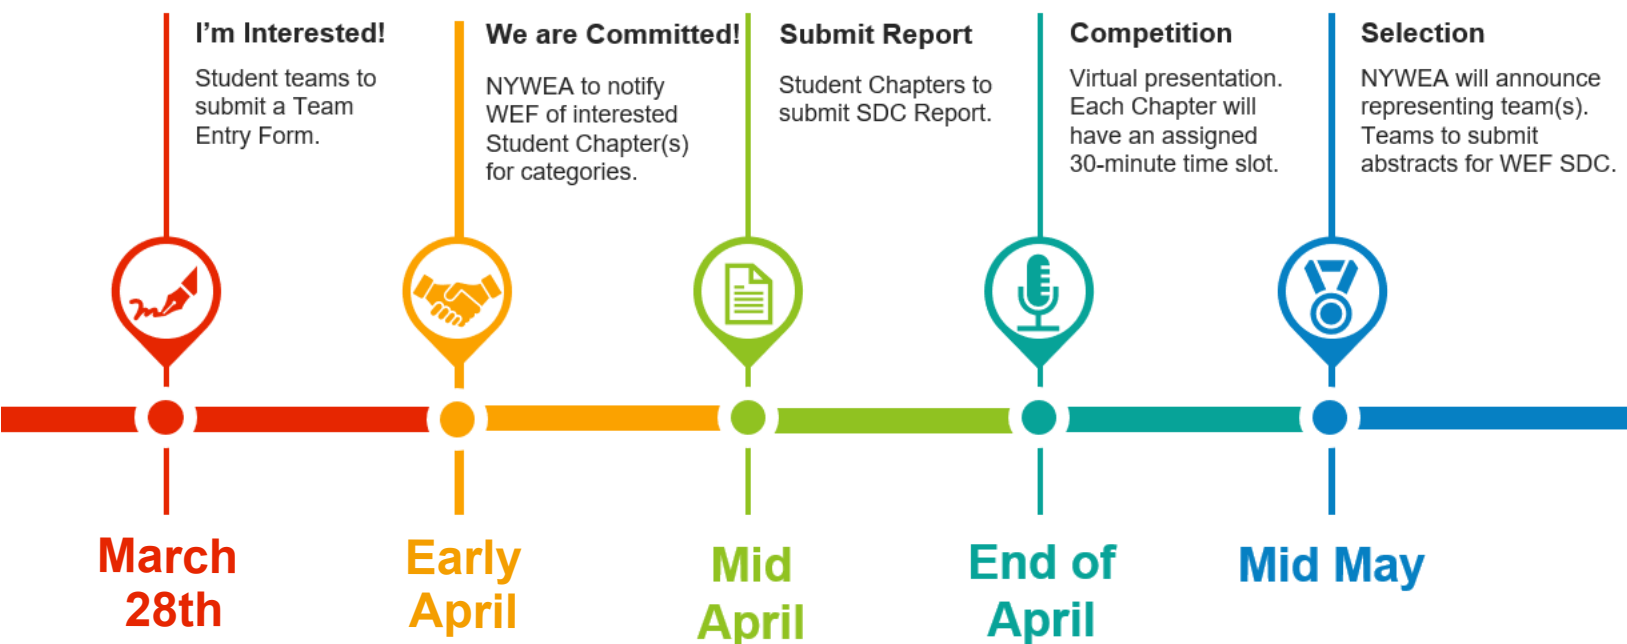 I'm Interested!
Student teams to
submit a Team
Entry Form.
We are Committed!
NYWEA to notify
WEF of interested
Student Chapter(s)
for categories.
Submit Report
Student Chapters to
submit SDC Report.
Competition
Virtual presentation.
Each Chapter will
have an assigned
30-minute time slot.
Selection
NYWEA will announce
representing team(s).
Teams to submit
abstracts for WEF SDC.
March
28th
Early
April
Mid
April
End of
April
Mid May